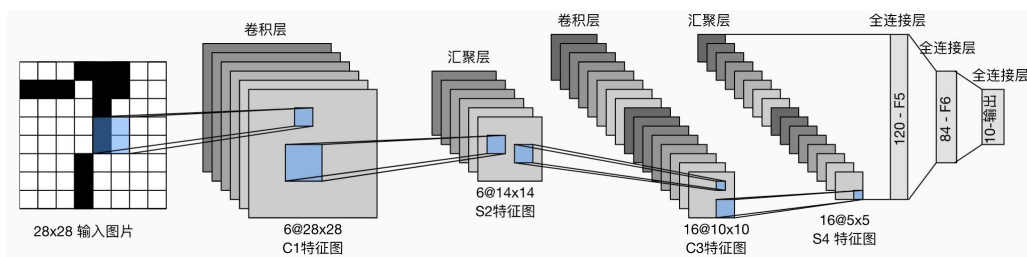 卷积层
汇聚层
卷积层
汇聚层
全连接层
全连接层
全连接层
120 - F5
84 - F6
10-输出
28x28 输入图片
6@28x28
C1特征图
6@14x14
S2特征图
16@10x10
C3特征图
16@5x5
S4 特征图